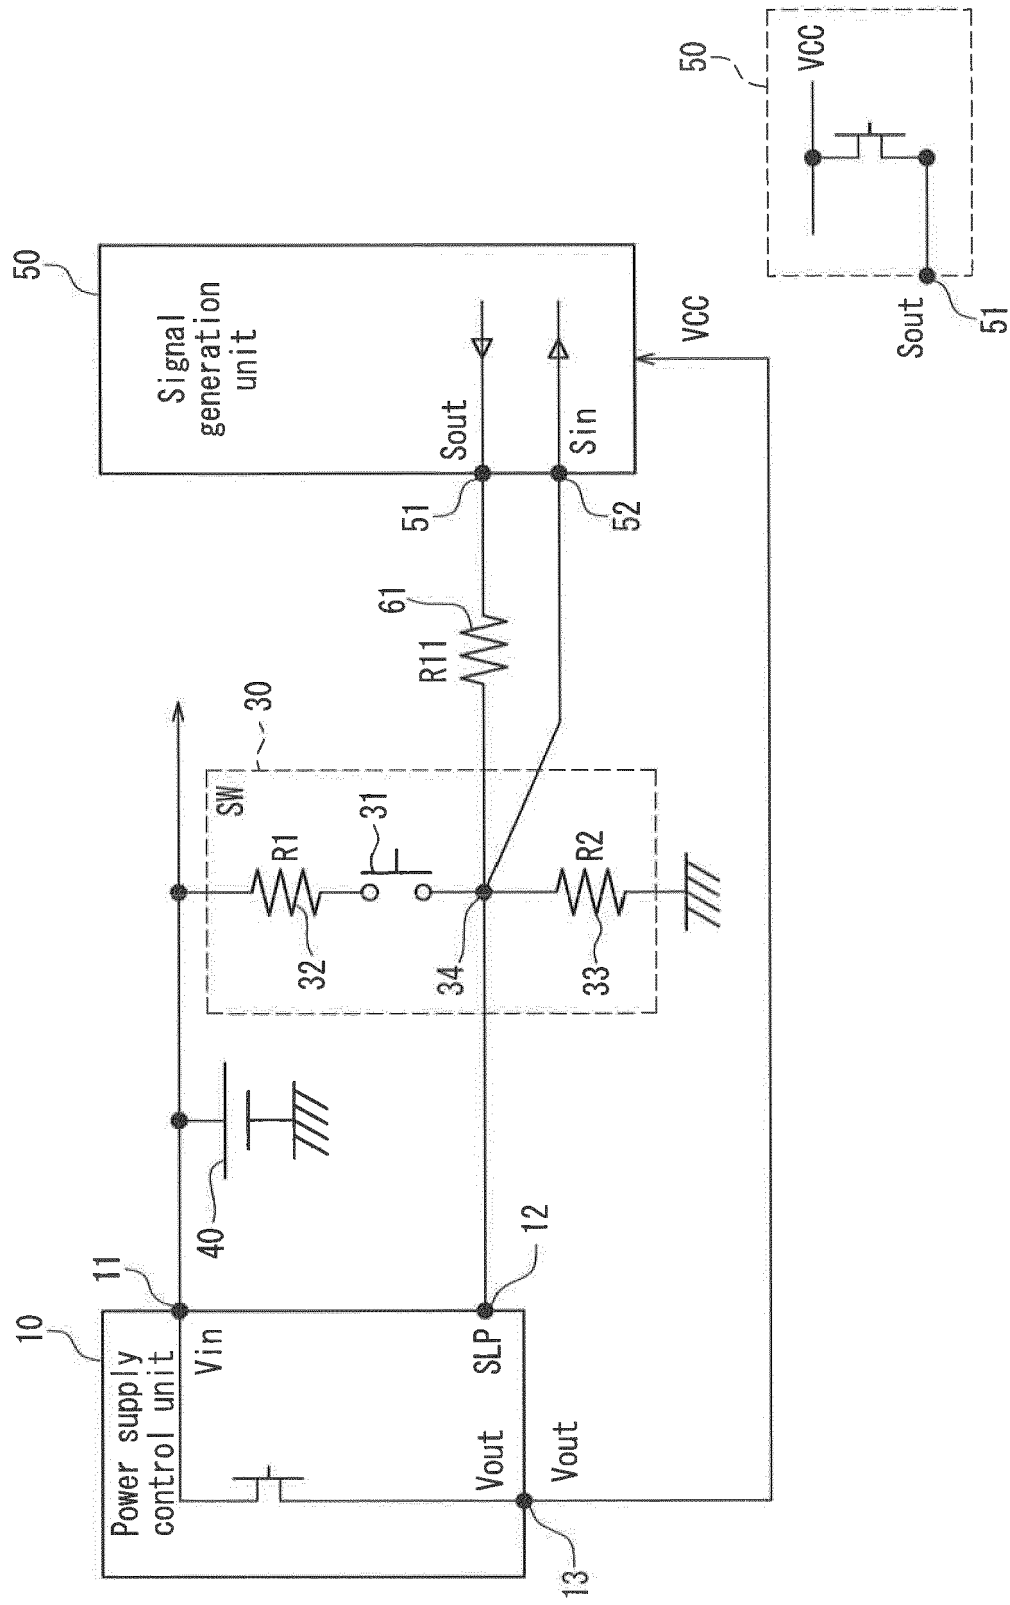 10
Power supply
control unit
11
Vin
SLP
12
Vout
Vout
13
40
30
SW
R1
32
31
34
R2
33
R11
61
50
Signal
generation
unit
Sout
51
Sin
52
VCC
50
VCC
Sout
51